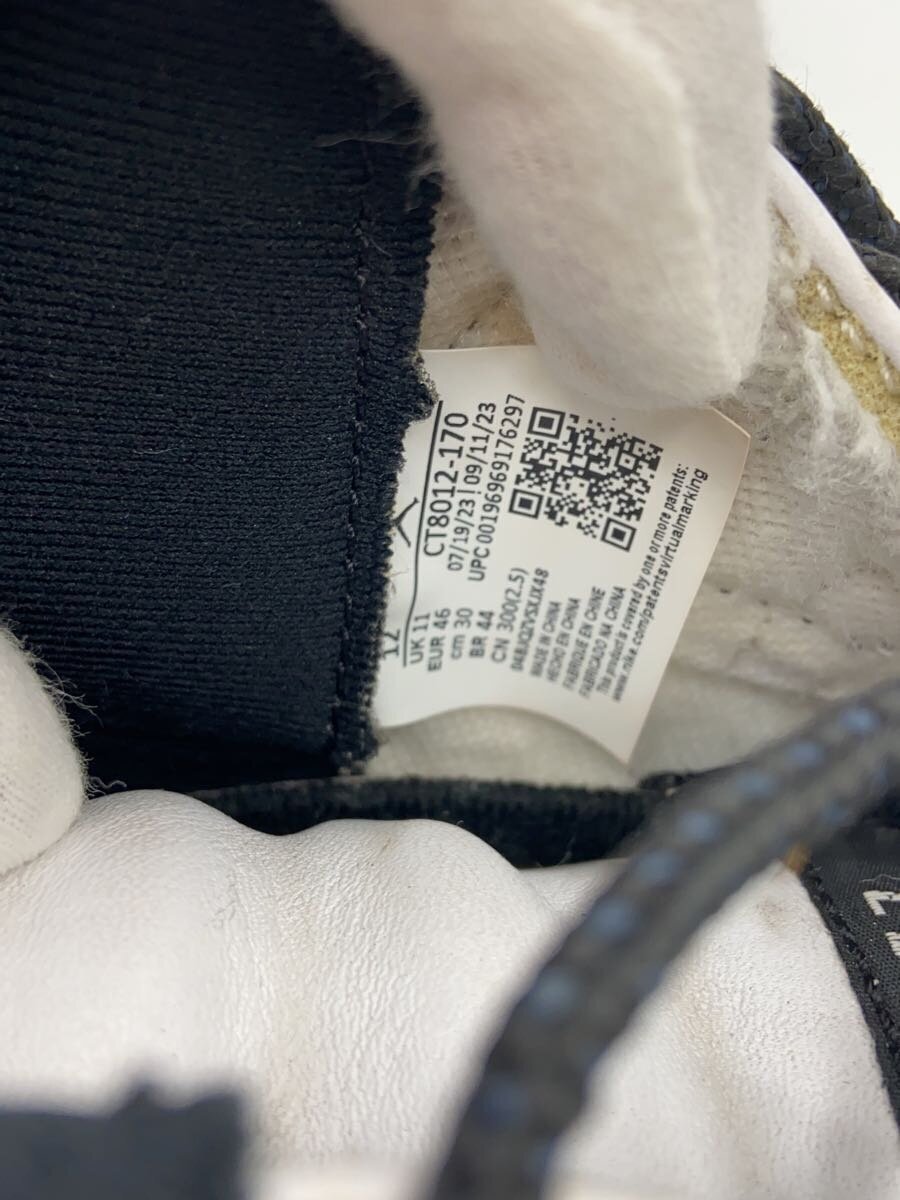 12
UK 11
EUR 46
cm 30
BR 44
CN 300(2.5)
CT8012-170
07/19/23 | 09/11/23
UPC 00196969176297
MADE IN CHINA
HECHO EN CHINA
FABRIQUE EN CHINE
FABRICADO NA CHINA
This product is covered by one or more patents:
www.nike.com/patentsvirtualmarking